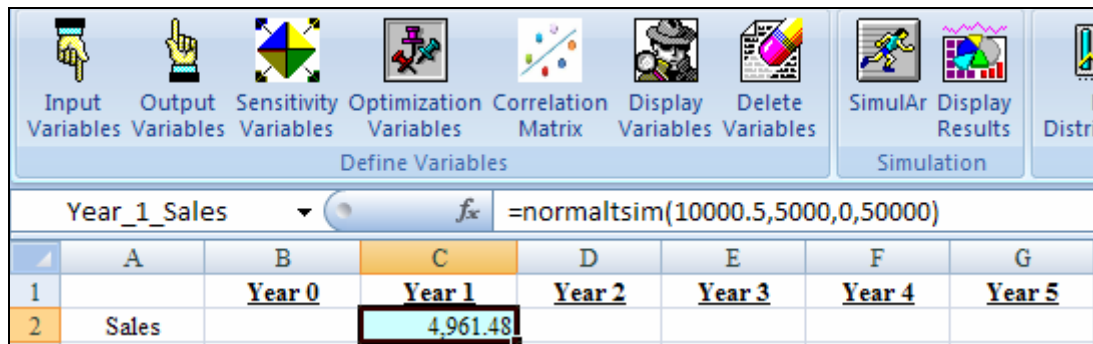 Input Output Sensitivity Optimization Correlation Display Delete SimulAr Display
Variables Variables Variables Variables Matrix Variables Variables Results Distri
Define Variables Simulation
Year_1_Sales fx =normaltsim(10000.5,5000,0,50000)
A B C D E F G
1 Year 0 Year 1 Year 2 Year 3 Year 4 Year 5
2 Sales 4,961.48